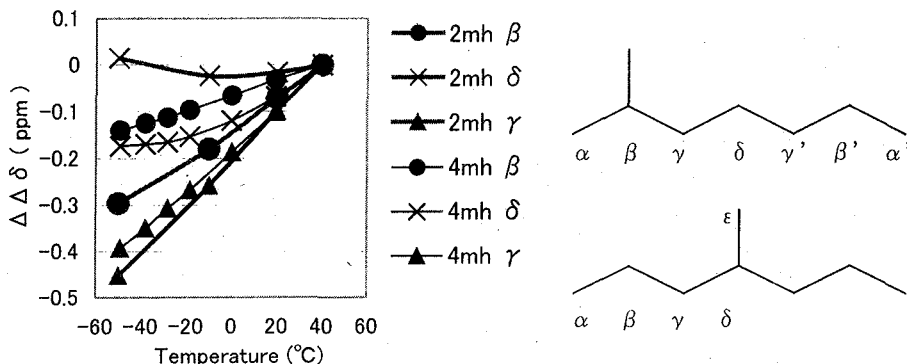 0.1
0
-0.1
-0.2
-0.3
-0.4
-0.5
ΔΔδ(ppm)
-60 -40 -20 0 20 40 60
Temperature(℃)
2mh β
2mh δ
2mh γ
4mh β
4mh δ
4mh γ
α β γ δ γ' β' α'
ε
α β γ δ